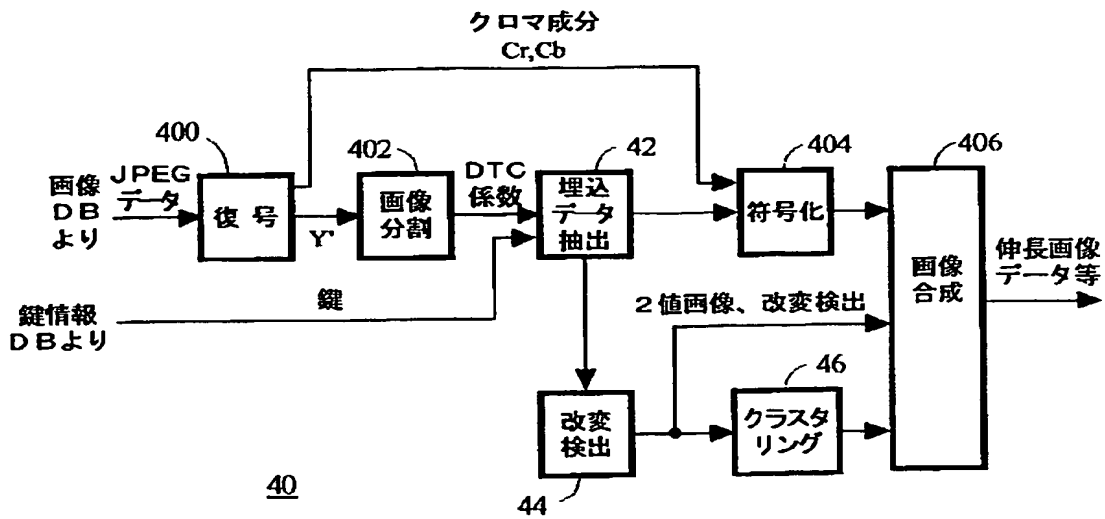 クロマ成分
Cr,Cb
400
402
42
404
406
画像
DB
より
JPEG
データ
復号
Y'
画像
分割
DTC
係数
埋込
データ
抽出
符号化
画像
合成
伸長画像
データ等
鍵情報
DBより
鍵
2値画像、改変検出
46
改変
検出
クラスタ
リング
40
44